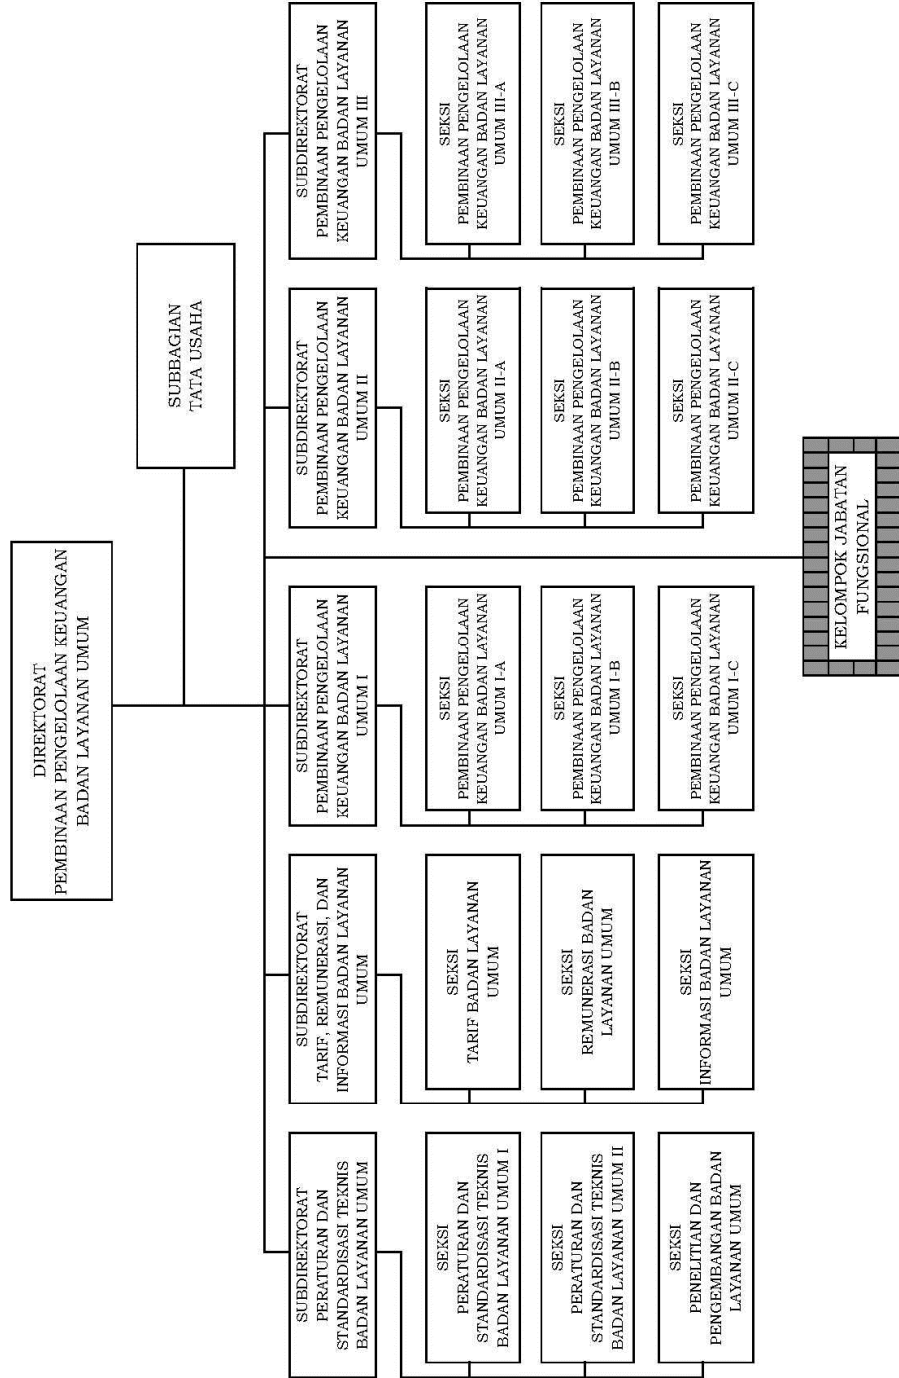 DIREKTORAT
PEMBINAAN PENGELOLAAN KEUANGAN
BADAN LAYANAN UMUM
SUBBAGIAN
TATA USAHA
SUBDIREKTORAT
PERATURAN DAN
STANDARDISASI TEKNIS
BADAN LAYANAN UMUM
SUBDIREKTORAT
TARIF, REMUNERASI, DAN
INFORMASI BADAN LAYANAN
UMUM
SUBDIREKTORAT
PEMBINAAN PENGELOLAAN
KEUANGAN BADAN LAYANAN
UMUM I
SUBDIREKTORAT
PEMBINAAN PENGELOLAAN
KEUANGAN BADAN LAYANAN
UMUM II
SUBDIREKTORAT
PEMBINAAN PENGELOLAAN
KEUANGAN BADAN LAYANAN
UMUM III
SEKSI
PERATURAN DAN
STANDARDISASI TEKNIS
BADAN LAYANAN UMUM I
SEKSI
TARIF BADAN LAYANAN
UMUM
SEKSI
PEMBINAAN PENGELOLAAN
KEUANGAN BADAN LAYANAN
UMUM I-A
SEKSI
PEMBINAAN PENGELOLAAN
KEUANGAN BADAN LAYANAN
UMUM II-A
SEKSI
PEMBINAAN PENGELOLAAN
KEUANGAN BADAN LAYANAN
UMUM III-A
SEKSI
PERATURAN DAN
STANDARDISASI TEKNIS
BADAN LAYANAN UMUM II
SEKSI
REMUNERASI BADAN
LAYANAN UMUM
SEKSI
PEMBINAAN PENGELOLAAN
KEUANGAN BADAN LAYANAN
UMUM I-B
SEKSI
PEMBINAAN PENGELOLAAN
KEUANGAN BADAN LAYANAN
UMUM II-B
SEKSI
PEMBINAAN PENGELOLAAN
KEUANGAN BADAN LAYANAN
UMUM III-B
SEKSI
PENELITIAN DAN
PENGEMBANGAN BADAN
LAYANAN UMUM
SEKSI
INFORMASI BADAN LAYANAN
UMUM
SEKSI
PEMBINAAN PENGELOLAAN
KEUANGAN BADAN LAYANAN
UMUM I-C
SEKSI
PEMBINAAN PENGELOLAAN
KEUANGAN BADAN LAYANAN
UMUM II-C
SEKSI
PEMBINAAN PENGELOLAAN
KEUANGAN BADAN LAYANAN
UMUM III-C
KELOMPOK JABATAN
FUNGSIONAL